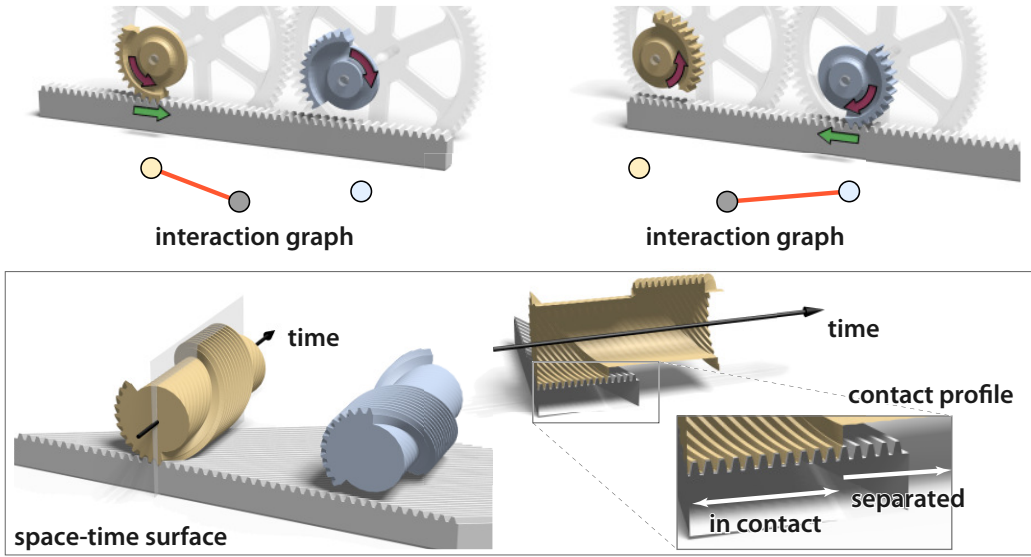 interaction graph
interaction graph
time
time
contact profile
separated
in contact
space-time surface